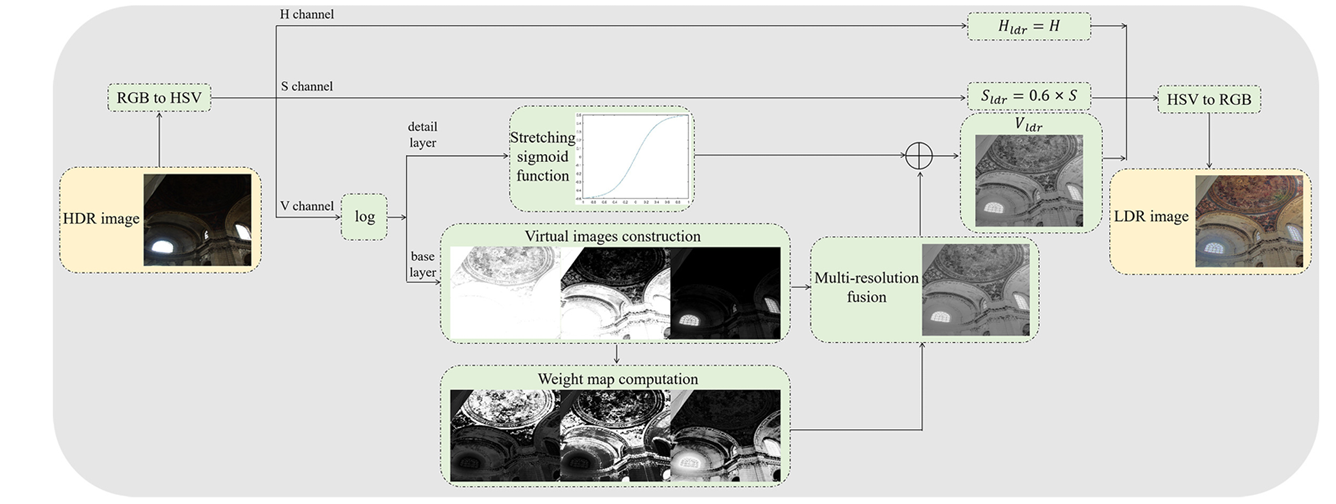 H channel
H_ldr = H
S channel
RGB to HSV
S_ldr = 0.6 × S
HSV to RGB
V_ldr
detail
layer
Stretching
sigmoid
function
HDR image
V channel
log
LDR image
base
layer
Virtual images construction
Multi-resolution
fusion
Weight map computation